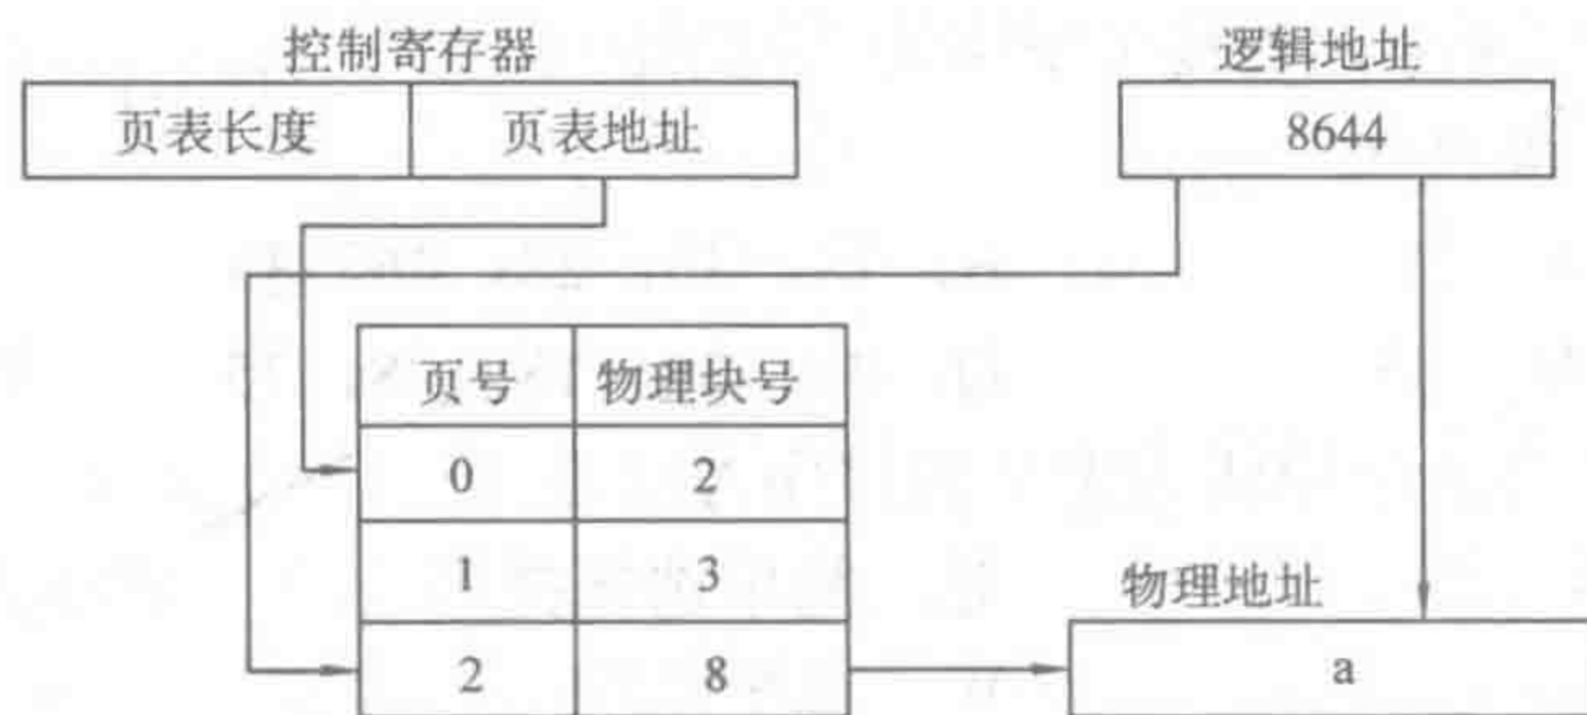 控制寄存器
逻辑地址
页表长度 页表地址
8644
页号 物理块号
0 2
1 3
物理地址
2 8
a